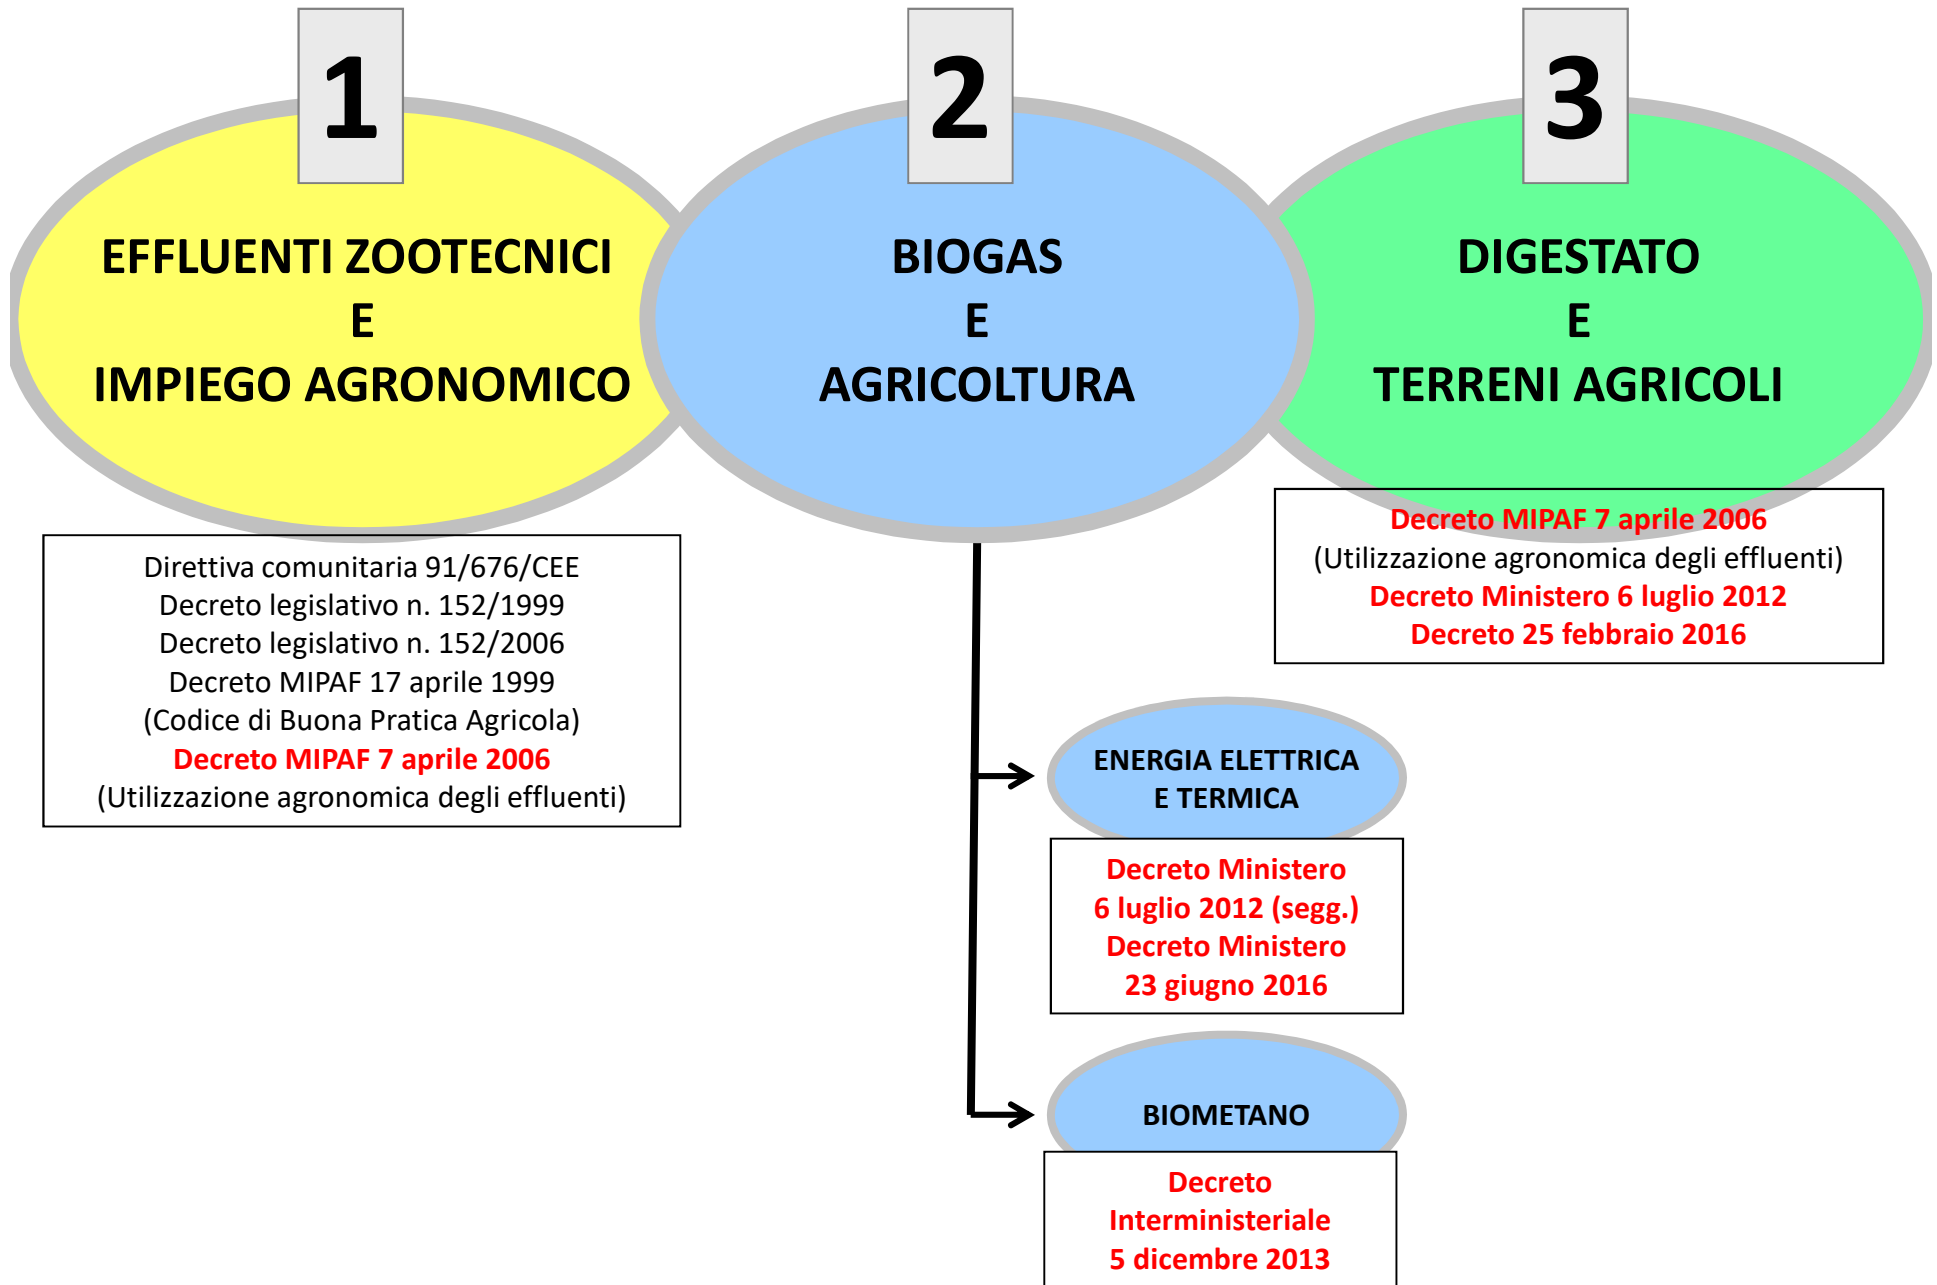 1
EFFLUENTI ZOOTECNICI
E
IMPIEGO AGRONOMICO
Direttiva comunitaria 91/676/CEE
Decreto legislativo n. 152/1999
Decreto legislativo n. 152/2006
Decreto MIPAF 17 aprile 1999
(Codice di Buona Pratica Agricola)
Decreto MIPAF 7 aprile 2006
(Utilizzazione agronomica degli effluenti)
2
BIOGAS
E
AGRICOLTURA
ENERGIA ELETTRICA
E TERMICA
Decreto Ministero
6 luglio 2012 (segg.)
Decreto Ministero
23 giugno 2016
BIOMETANO
Decreto
Interministeriale
5 dicembre 2013
3
DIGESTATO
E
TERRENI AGRICOLI
Decreto MIPAF 7 aprile 2006
(Utilizzazione agronomica degli effluenti)
Decreto Ministero 6 luglio 2012
Decreto 25 febbraio 2016